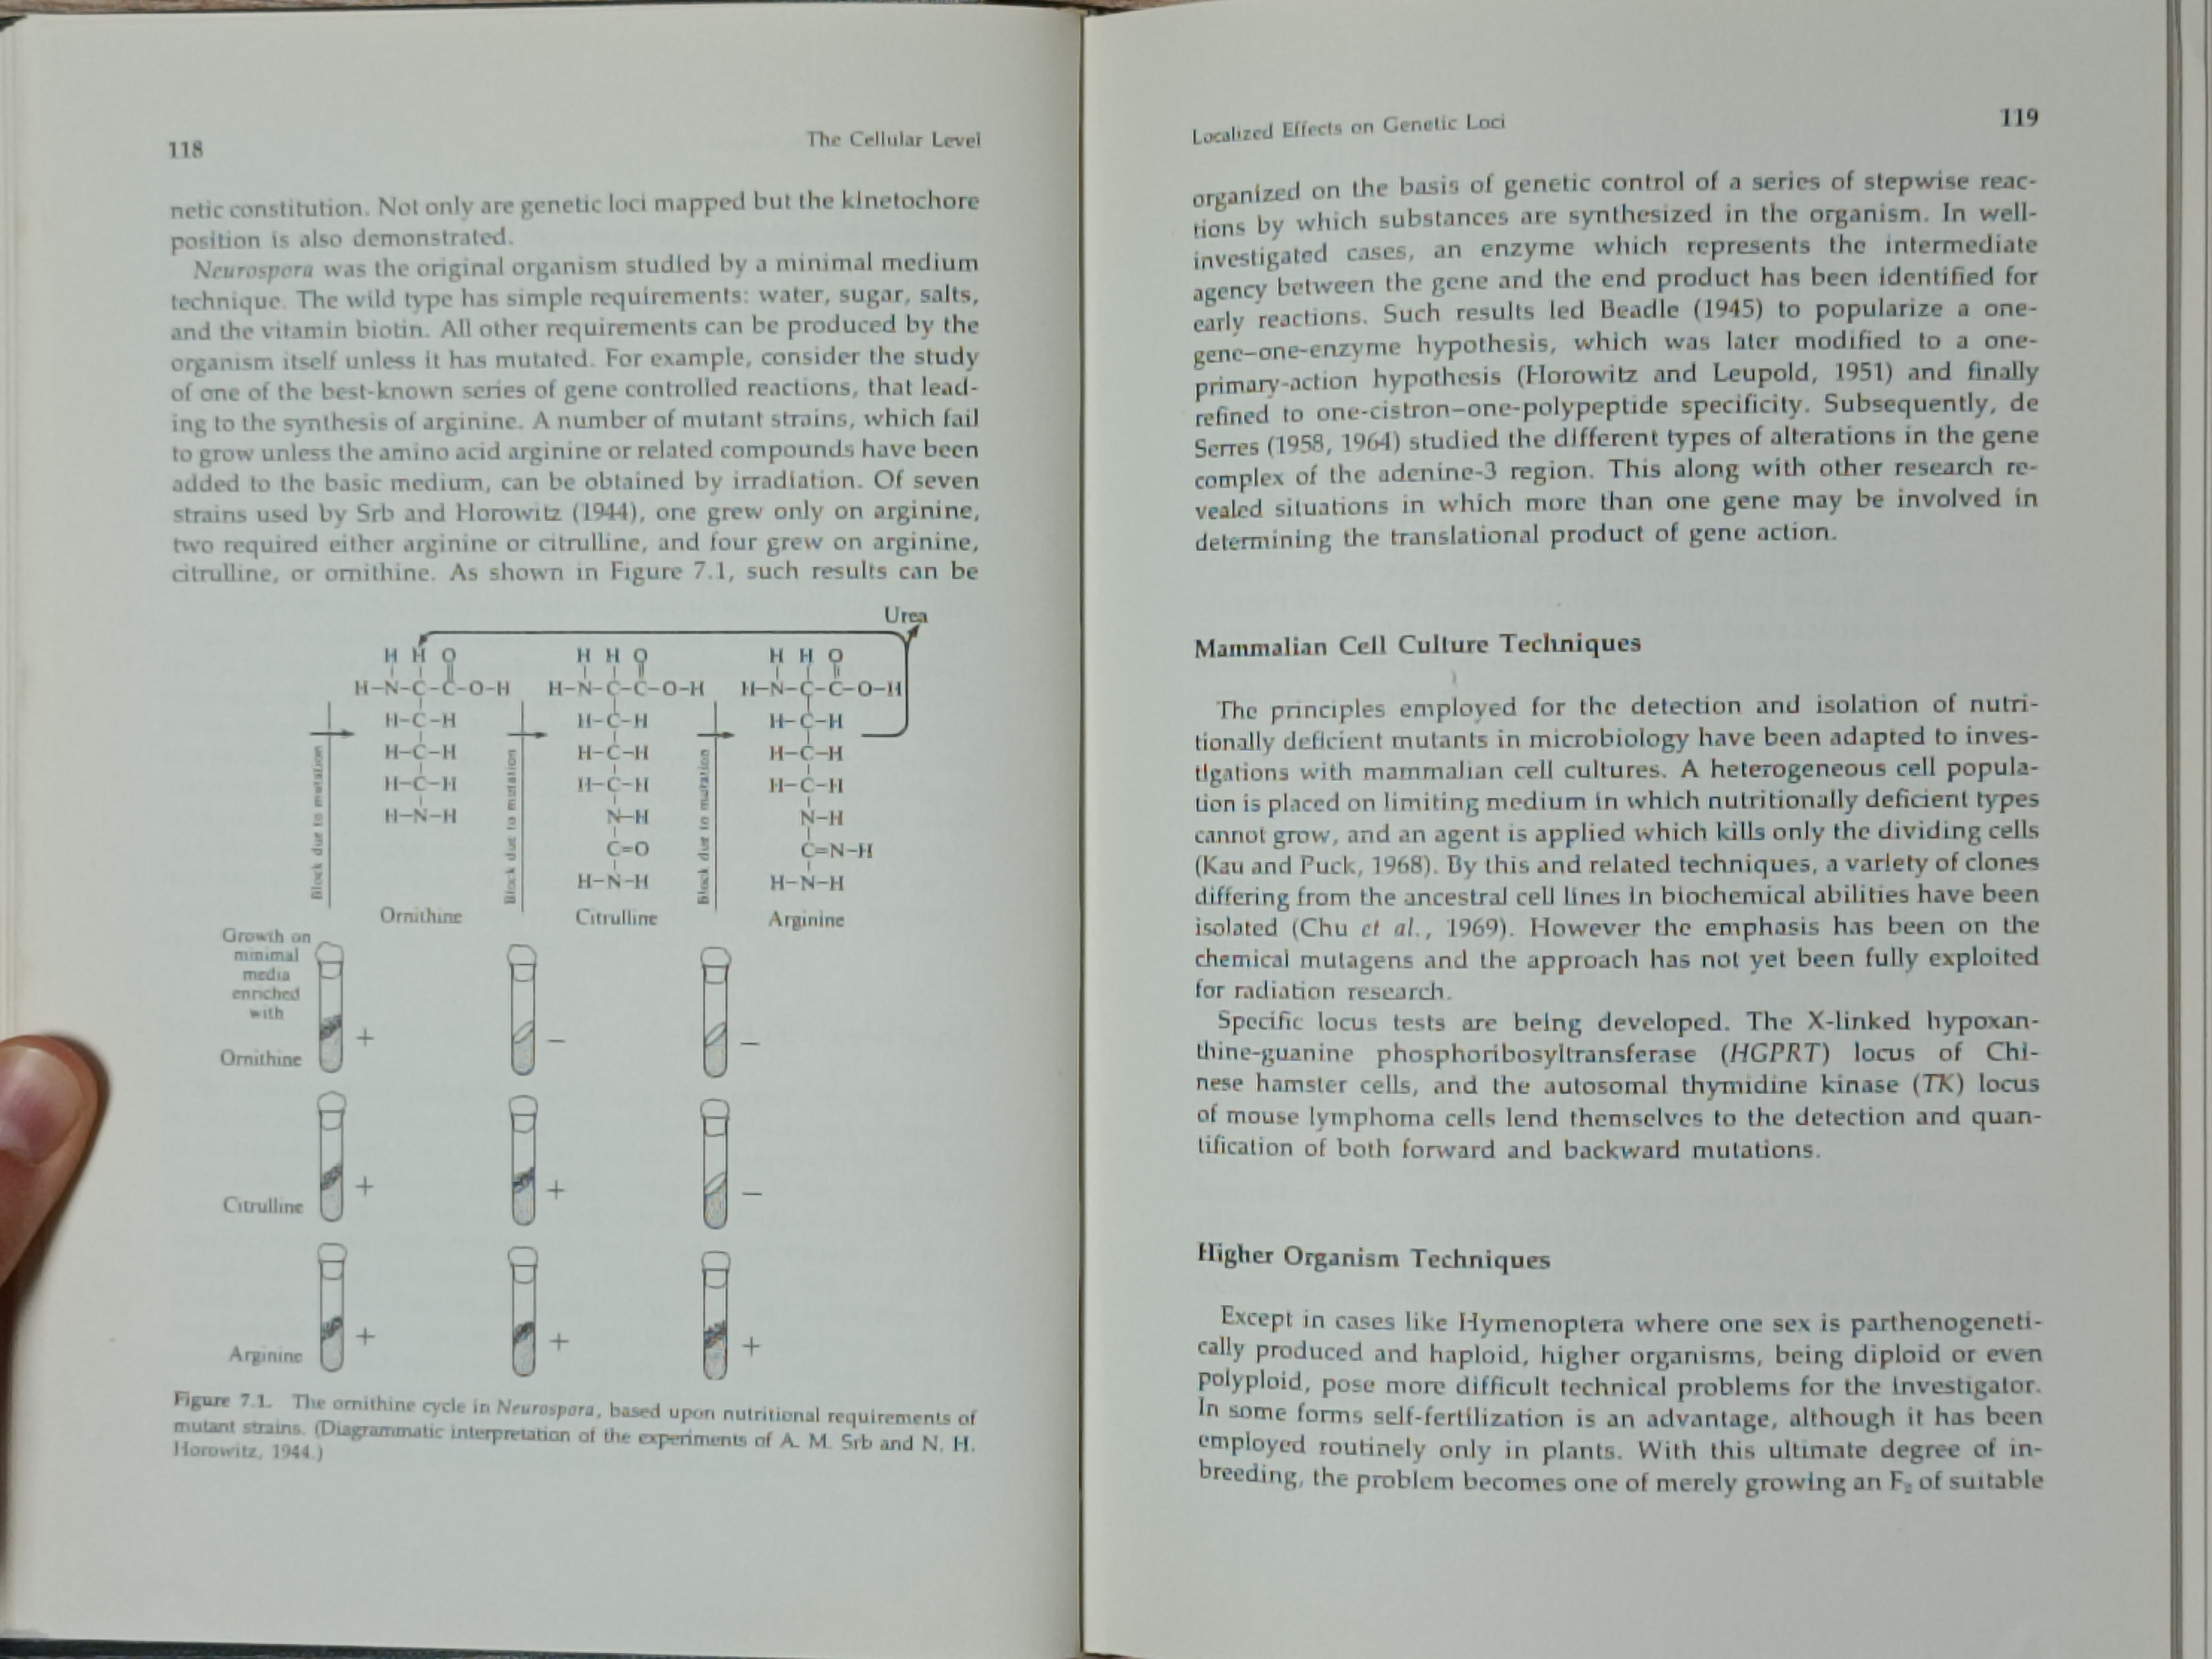 118
The Cellular Level
netic constitution. Not only are genetic loci mapped but the kinetochore
position is also demonstrated.
Neurospora was the original organism studied by a minimal medium
technique. The wild type has simple requirements: water, sugar, salts,
and the vitamin biotin. All other requirements can be produced by the
organism itself unless it has mutated. For example, consider the study
of one of the best-known series of gene controlled reactions, that lead-
ing to the synthesis of arginine. A number of mutant strains, which fail
to grow unless the amino acid arginine or related compounds have been
added to the basic medium, can be obtained by irradiation. Of seven
strains used by Srb and Horowitz (1944), one grew only on arginine,
two required either arginine or citrulline, and four grew on arginine,
citrulline, or ornithine. As shown in Figure 7.1, such results can be
Urea
H H O
H-N-C-C-O-H
H-C-H
H-C-H
H-C-H
H-N-H
H H O
H-N-C-C-O-H
H-C-H
H-C-H
H-C-H
N-H
C=O
H-N-H
H H O
H-N-C-C-O-H
H-C-H
H-C-H
H-C-H
N-H
C=N-H
H-N-H
Block due to mutation
Block due to mutation
Block due to mutation
Ornithine
Citrulline
Arginine
Growth on
minimal
media
enriched
with
Ornithine
+
−
−
Citrulline
+
+
−
Arginine
+
+
+
Figure 7.1. The ornithine cycle in Neurospora, based upon nutritional requirements of
mutant strains. (Diagrammatic interpretation of the experiments of A. M. Srb and N. H.
Horowitz, 1944.)
Localized Effects on Genetic Loci
119
organized on the basis of genetic control of a series of stepwise reac-
tions by which substances are synthesized in the organism. In well-
investigated cases, an enzyme which represents the intermediate
agency between the gene and the end product has been identified for
early reactions. Such results led Beadle (1945) to popularize a one-
gene–one-enzyme hypothesis, which was later modified to a one-
primary-action hypothesis (Horowitz and Leupold, 1951) and finally
refined to one-cistron–one-polypeptide specificity. Subsequently, de
Serres (1958, 1964) studied the different types of alterations in the gene
complex of the adenine-3 region. This along with other research re-
vealed situations in which more than one gene may be involved in
determining the translational product of gene action.
Mammalian Cell Culture Techniques
The principles employed for the detection and isolation of nutri-
tionally deficient mutants in microbiology have been adapted to inves-
tigations with mammalian cell cultures. A heterogeneous cell popula-
tion is placed on limiting medium in which nutritionally deficient types
cannot grow, and an agent is applied which kills only the dividing cells
(Kau and Puck, 1968). By this and related techniques, a variety of clones
differing from the ancestral cell lines in biochemical abilities have been
isolated (Chu et al., 1969). However the emphasis has been on the
chemical mutagens and the approach has not yet been fully exploited
for radiation research.
Specific locus tests are being developed. The X-linked hypoxan-
thine-guanine phosphoribosyltransferase (HGPRT) locus of Chi-
nese hamster cells, and the autosomal thymidine kinase (TK) locus
of mouse lymphoma cells lend themselves to the detection and quan-
tification of both forward and backward mutations.
Higher Organism Techniques
Except in cases like Hymenoptera where one sex is parthenogeneti-
cally produced and haploid, higher organisms, being diploid or even
polyploid, pose more difficult technical problems for the investigator.
In some forms self-fertilization is an advantage, although it has been
employed routinely only in plants. With this ultimate degree of in-
breeding, the problem becomes one of merely growing an F₂ of suitable